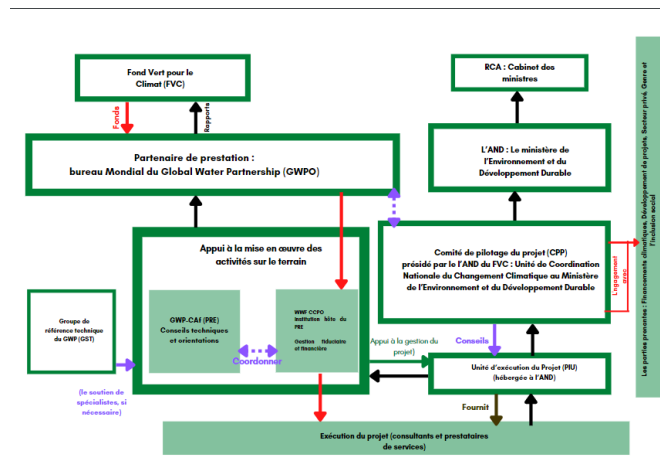 Fond Vert pour le
Climat (FVC)
RCA : Cabinet des
ministres
Fonds
Rapports
Partenaire de prestation :
bureau Mondial du Global Water Partnership (GWPO)
L'AND : Le ministère de
l'Environnement et du
Développement Durable
Appui à la mise en œuvre des
activités sur le terrain
Comité de pilotage du projet (CPP)
présidé par le l'AND du FVC : Unité de Coordination
Nationale du Changement Climatique au Ministère
de l'Environnement et du Développement Durable
Engagement
avec
Les parties prenantes : Financements climatiques, Développement de projets, Secteur privé, Genre et
l'inclusion social
Groupe de
référence technique
du GWP (GST)
GWP-CAf (PRE)
Conseils techniques
et orientations
Coordonner
WWF CCPO
Institution hôte du
PRE
Gestion fiduciaire
et financière
Appui à la gestion du
projet)
Conseils
(le soutien de
spécialistes, si
nécessaire)
Unité d'exécution du Projet (PIU)
(hébergée à l'AND)
Fournit
Exécution du projet (consultants et prestataires
de services)